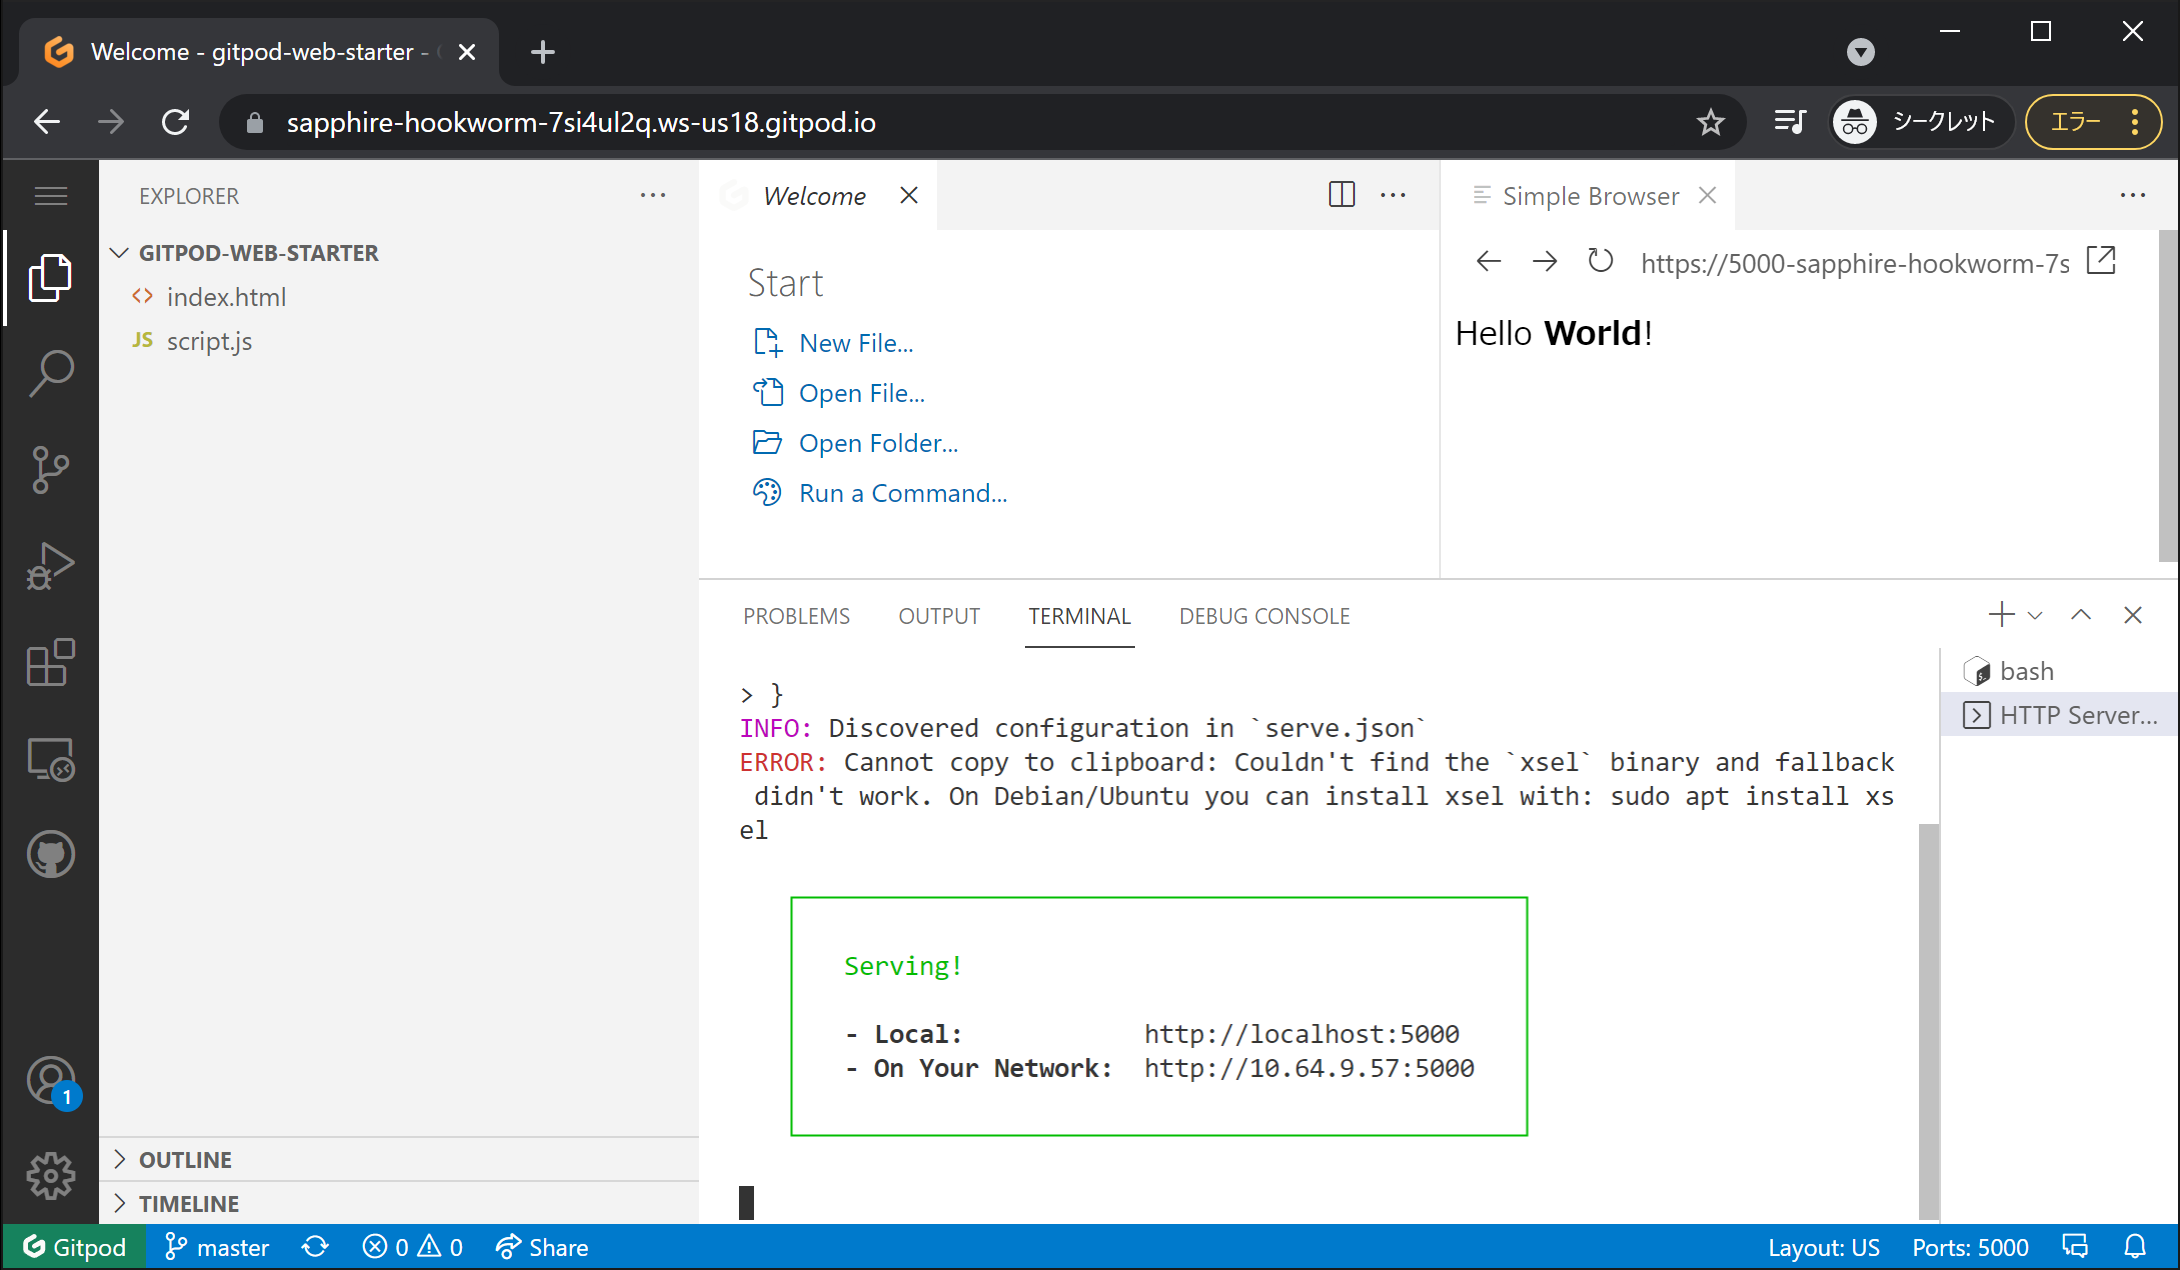 Welcome - gitpod-web-starter -
sapphire-hookworm-7si4ul2q.ws-us18.gitpod.io
シークレット
エラー
EXPLORER
GITPOD-WEB-STARTER
index.html
JS script.js
Welcome
Start
New File...
Open File...
Open Folder...
Run a Command...
Simple Browser
https://5000-sapphire-hookworm-7s
Hello World!
PROBLEMS OUTPUT TERMINAL DEBUG CONSOLE
> }
INFO: Discovered configuration in `serve.json`
ERROR: Cannot copy to clipboard: Couldn't find the `xsel` binary and fallback
didn't work. On Debian/Ubuntu you can install xsel with: sudo apt install xs
el
Serving!
- Local: http://localhost:5000
- On Your Network: http://10.64.9.57:5000
bash
HTTP Server...
1
OUTLINE
TIMELINE
Gitpod master 0 0 Share Layout: US Ports: 5000